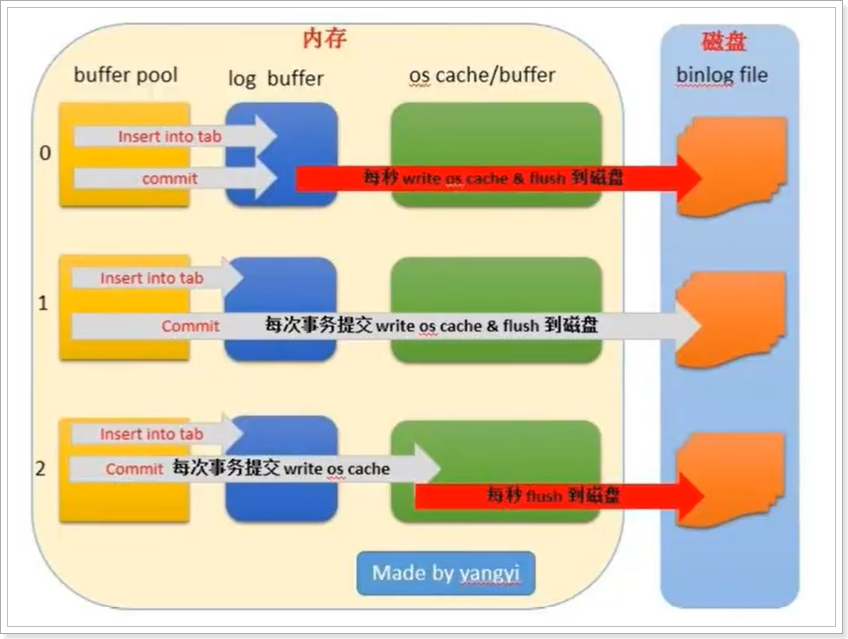 内存
磁盘
buffer pool
log buffer
os cache/buffer
binlog file
0
Insert into tab
commit
每秒 write os cache & flush 到磁盘
1
Insert into tab
Commit
每次事务提交 write os cache & flush 到磁盘
2
Insert into tab
Commit
每次事务提交 write os cache
每秒 flush 到磁盘
Made by yangyi